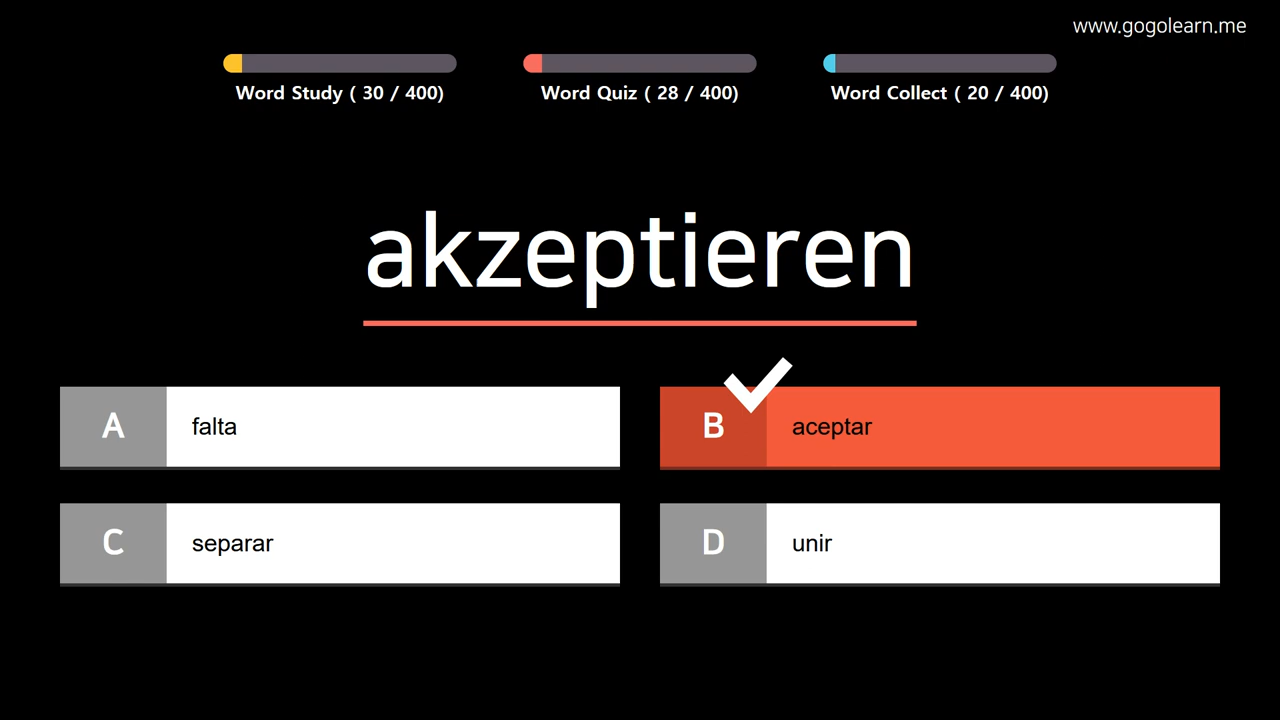 www.gogolearn.me
Word Study ( 30 / 400)
Word Quiz ( 28 / 400)
Word Collect ( 20 / 400)
akzeptieren
A falta
B aceptar
C separar
D unir